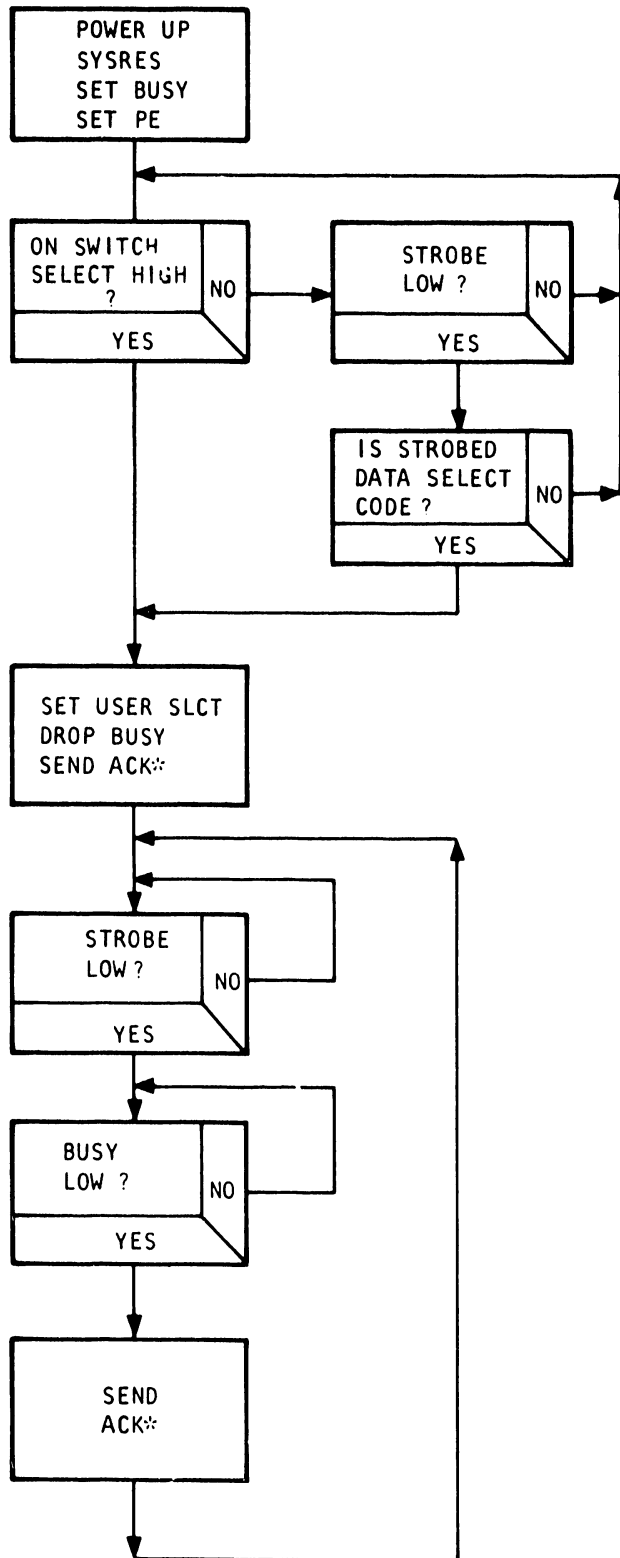 POWER UP
SYSRES
SET BUSY
SET PE
ON SWITCH
SELECT HIGH
?
NO
YES
STROBE
LOW ?
NO
YES
IS STROBED
DATA SELECT
CODE ?
NO
YES
SET USER SLCT
DROP BUSY
SEND ACK*
STROBE
LOW ?
NO
YES
BUSY
LOW ?
NO
YES
SEND
ACK*